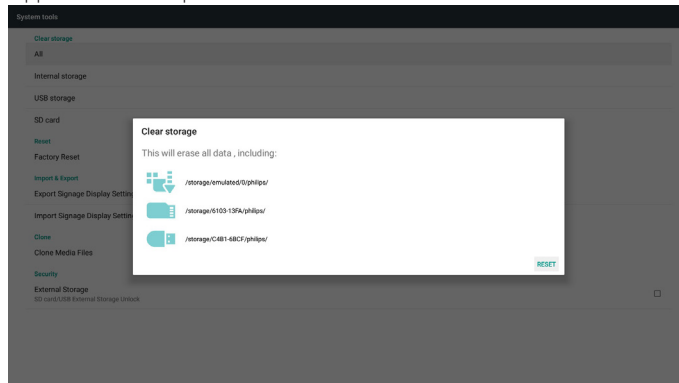 System tools
Clear storage
All
Internal storage
USB storage
SD card
Reset
Factory Reset
Import & Export
Export Signage Display Setting
Import Signage Display Settin
Clone
Clone Media Files
Security
External Storage
SD card/USB External Storage Unlock
Clear storage
This will erase all data , including:
/storage/emulated/0/philips/
/storage/6103-13FA/philips/
/storage/C4B1-6BCF/philips/
RESET